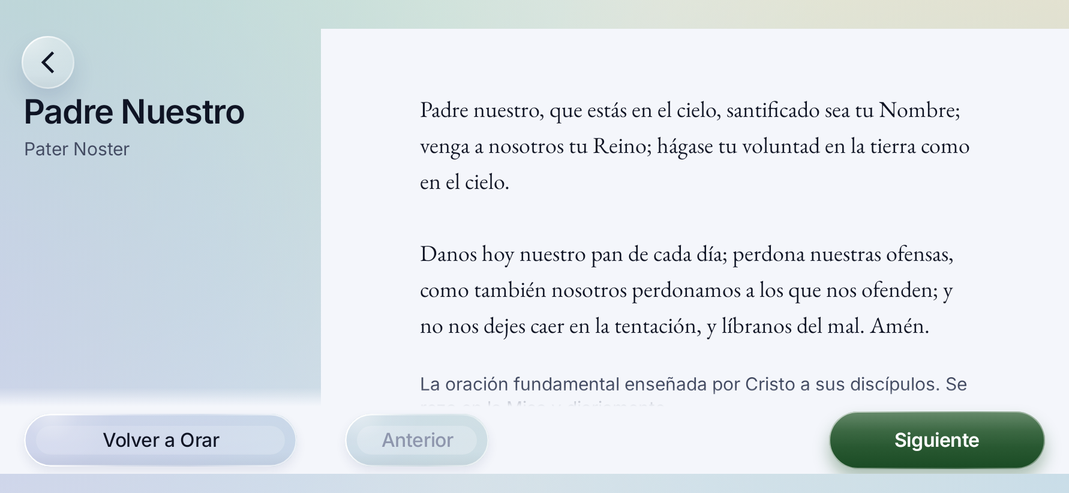 Padre Nuestro
Pater Noster
Padre nuestro, que estás en el cielo, santificado sea tu Nombre;
venga a nosotros tu Reino; hágase tu voluntad en la tierra como
en el cielo.
Danos hoy nuestro pan de cada día; perdona nuestras ofensas,
como también nosotros perdonamos a los que nos ofenden; y
no nos dejes caer en la tentación, y líbranos del mal. Amén.
La oración fundamental enseñada por Cristo a sus discípulos. Se
Volver a Orar
Anterior
Siguiente